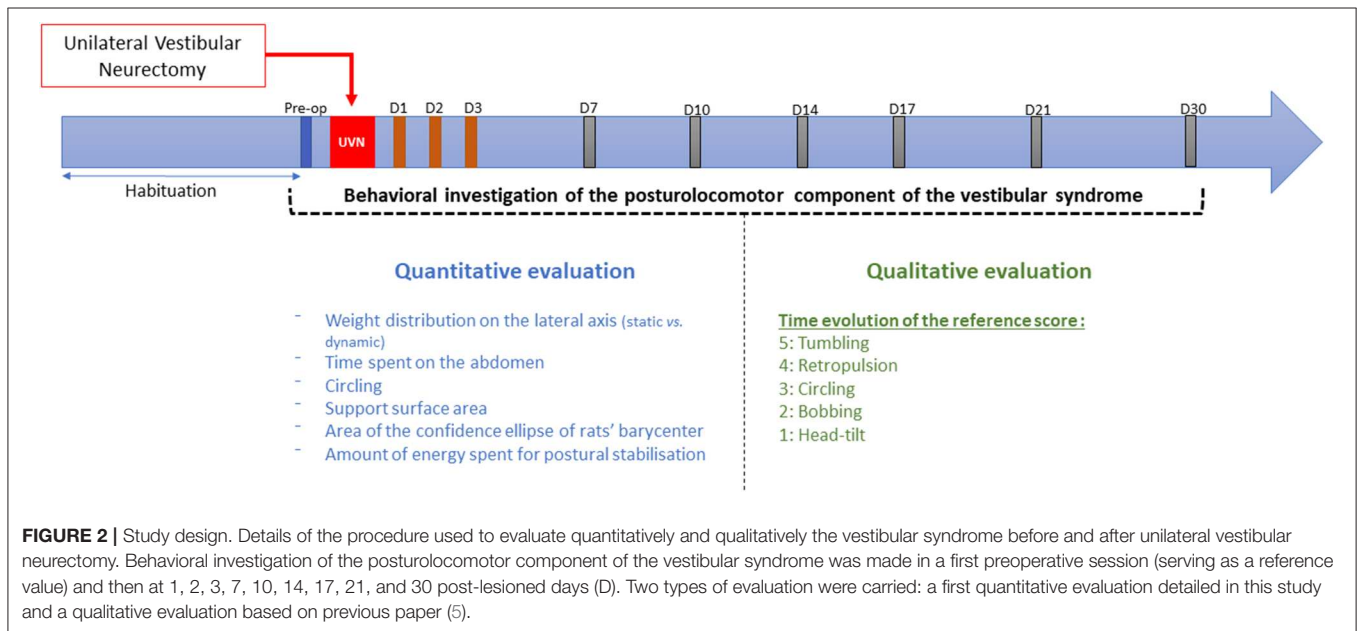 Unilateral Vestibular
Neurectomy
Pre-op
D1
D2
D3
D7
D10
D14
D17
D21
D30
UVN
Habituation
Behavioral investigation of the posturolocomotor component of the vestibular syndrome
Quantitative evaluation
- Weight distribution on the lateral axis (static vs.
dynamic)
- Time spent on the abdomen
- Circling
- Support surface area
- Area of the confidence ellipse of rats' barycenter
- Amount of energy spent for postural stabilisation
Qualitative evaluation
Time evolution of the reference score :
5: Tumbling
4: Retropulsion
3: Circling
2: Bobbing
1: Head-tilt
FIGURE 2 | Study design. Details of the procedure used to evaluate quantitatively and qualitatively the vestibular syndrome before and after unilateral vestibular
neurectomy. Behavioral investigation of the posturolocomotor component of the vestibular syndrome was made in a first preoperative session (serving as a reference
value) and then at 1, 2, 3, 7, 10, 14, 17, 21, and 30 post-lesioned days (D). Two types of evaluation were carried: a first quantitative evaluation detailed in this study
and a qualitative evaluation based on previous paper (5).